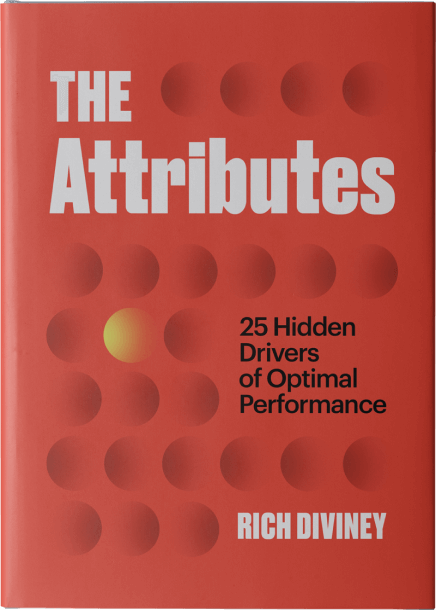 THE
Attributes
25 Hidden
Drivers
of Optimal
Performance
RICH DIVINEY